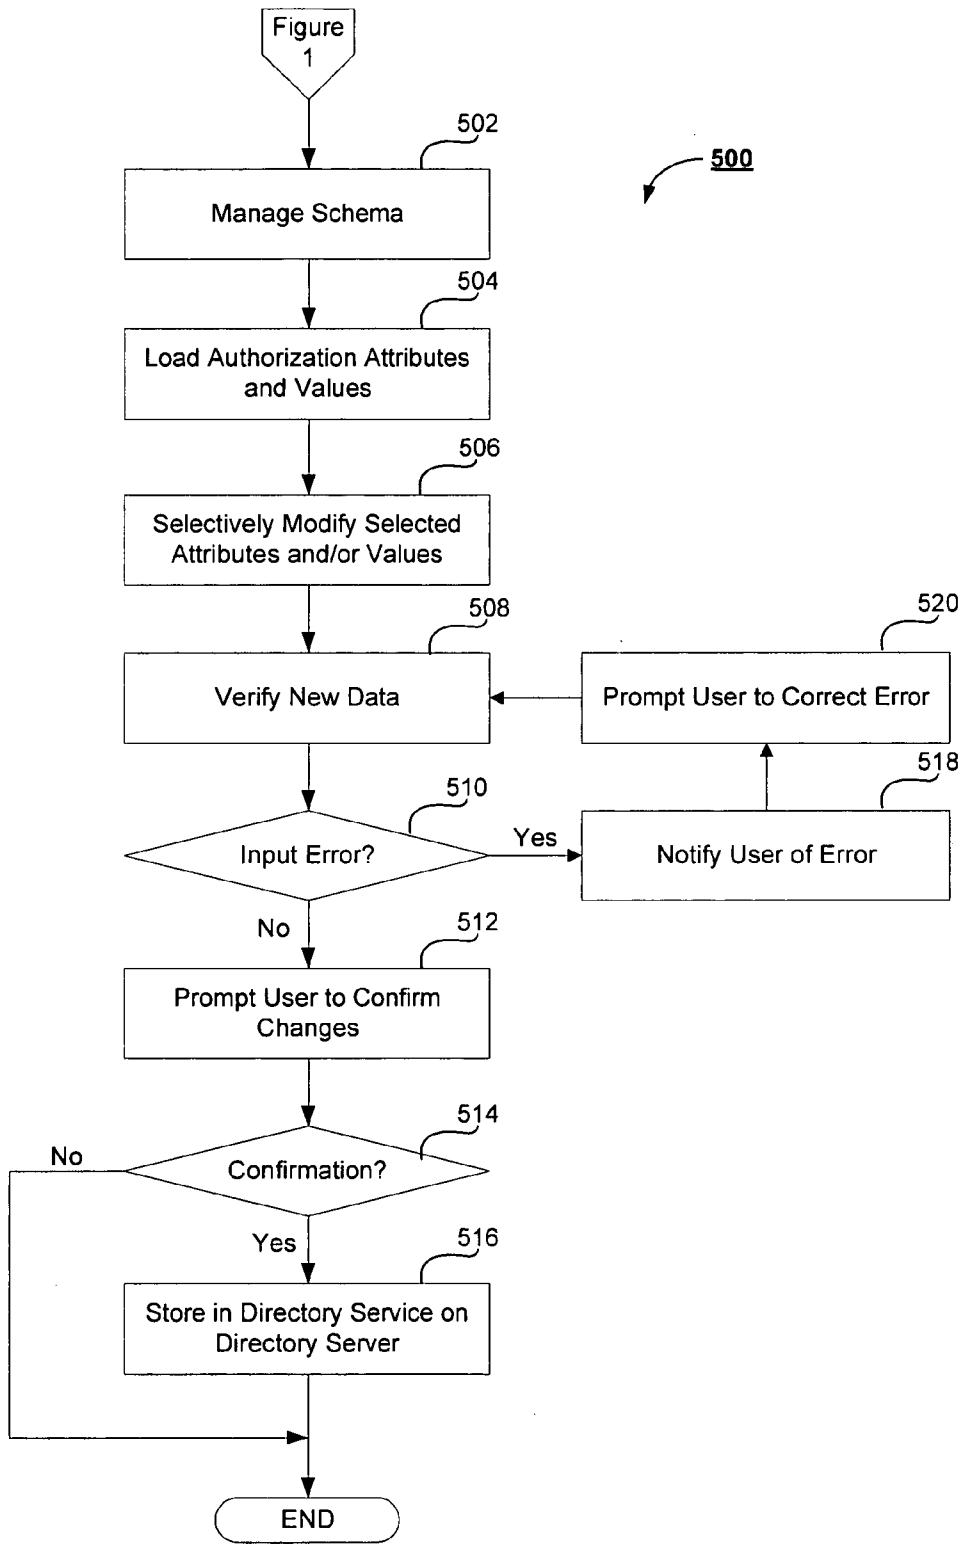 Figure
1
502
500
Manage Schema
504
Load Authorization Attributes
and Values
506
Selectively Modify Selected
Attributes and/or Values
508
520
Verify New Data
Prompt User to Correct Error
510
518
Input Error?
Yes
Notify User of Error
No
512
Prompt User to Confirm
Changes
514
No
Confirmation?
Yes
516
Store in Directory Service on
Directory Server
END